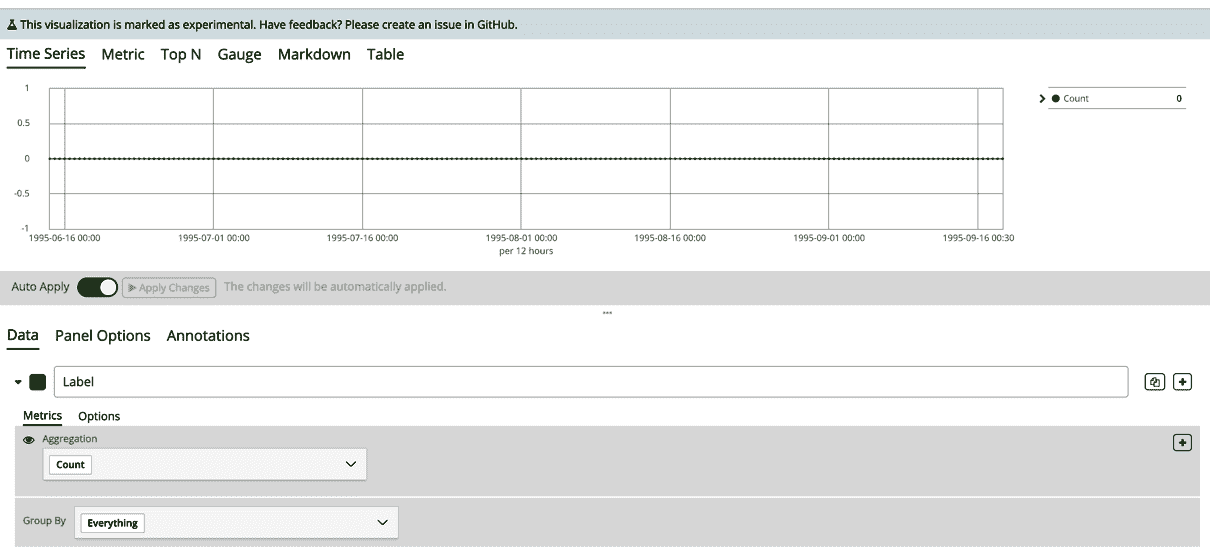 This visualization is marked as experimental. Have feedback? Please create an issue in GitHub.
Time Series Metric Top N Gauge Markdown Table
1
0.5
0
-0.5
-1
1995-06-16 00:00 1995-07-01 00:00 1995-07-16 00:00 1995-08-01 00:00 1995-08-16 00:00 1995-09-01 00:00 1995-09-16 00:30
per 12 hours
Count 0
Auto Apply Apply Changes The changes will be automatically applied.
Data Panel Options Annotations
Label
Metrics Options
Aggregation
Count
Group By Everything